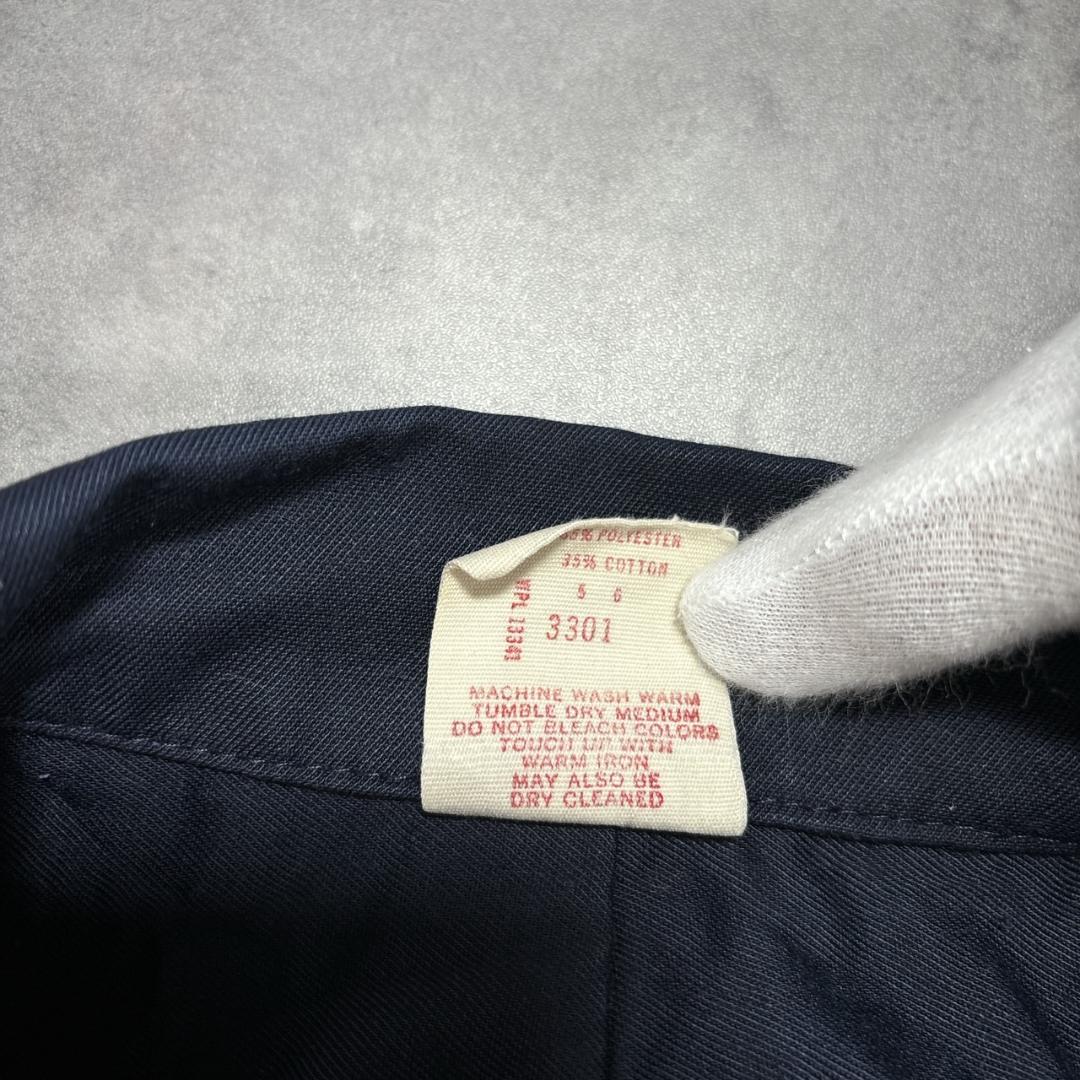 65% POLYESTER
35% COTTON
5 6
WPL 13341
3301
MACHINE WASH WARM
TUMBLE DRY MEDIUM
DO NOT BLEACH COLORS
TOUCH UP WITH
WARM IRON
MAY ALSO BE
DRY CLEANED